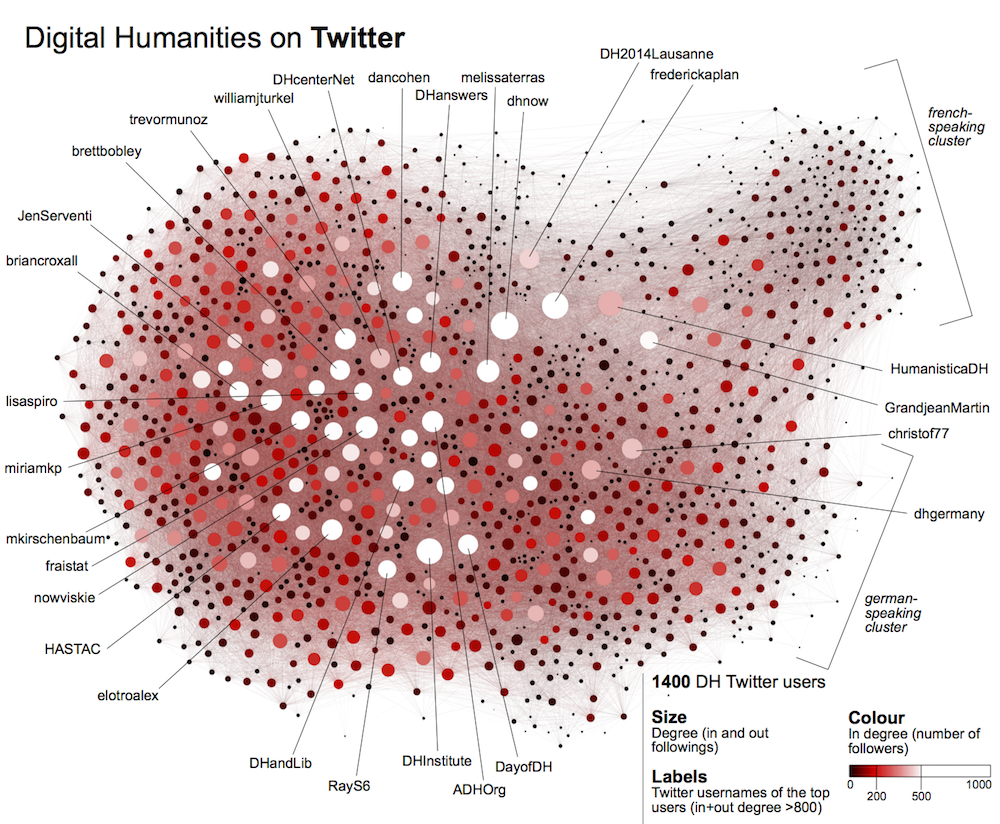 Digital Humanities on Twitter
DH2014Lausanne
frederickaplan
DHcenterNet
dancohen
melissaterras
williamjturkel
DHanswers
dhnow
trevormunoz
brettbobley
JenServenti
briancroxall
french-
speaking
cluster
lisaspiro
miriamkp
mkirschenbaum
fraistat
nowviskie
HASTAC
elotroalex
HumanisticaDH
GrandjeanMartin
christof77
dhgermany
german-
speaking
cluster
DHandLib
RayS6
DHInstitute
ADHOrg
DayofDH
1400 DH Twitter users
Size
Degree (in and out
followings)
Labels
Twitter usernames of the top
users (in+out degree >800)
Colour
In degree (number of
followers)
0 200 500 1000